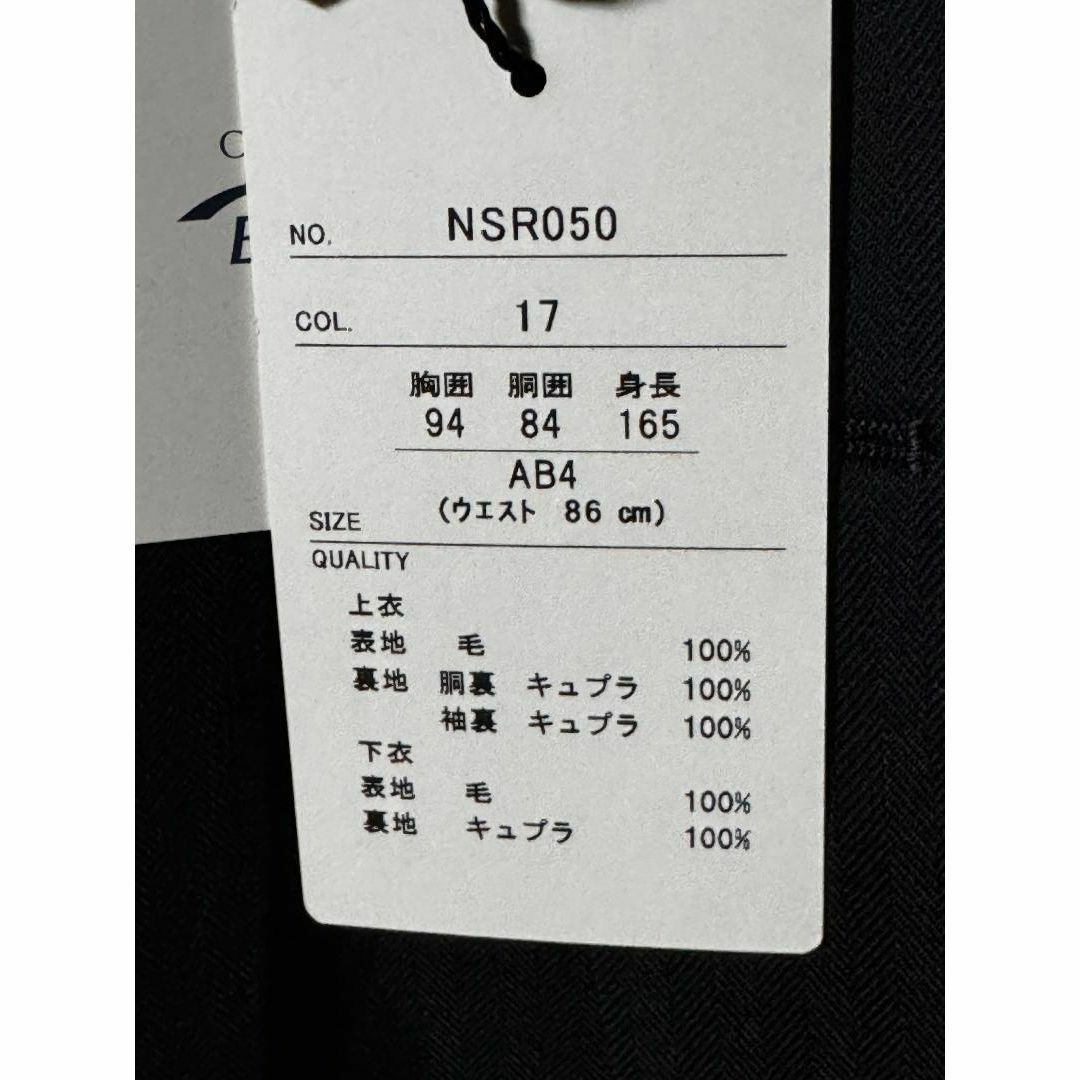 NO. NSR050
COL. 17
胸囲 胴囲 身長
94 84 165
AB4
SIZE (ウエスト 86 cm)
QUALITY
上衣
表地 毛 100%
裏地 胴裏 キュプラ 100%
袖裏 キュプラ 100%
下衣
表地 毛 100%
裏地 キュプラ 100%